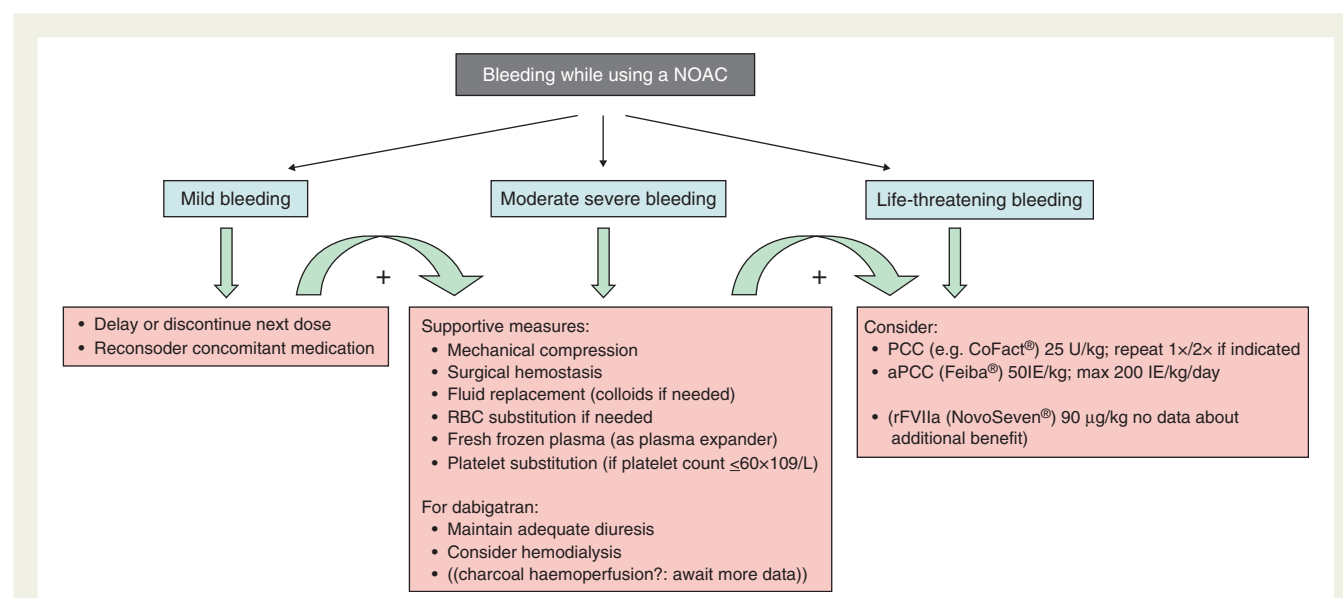 Bleeding while using a NOAC
Mild bleeding
Moderate severe bleeding
Life-threatening bleeding
+
+
• Delay or discontinue next dose
• Reconsoder concomitant medication
Supportive measures:
• Mechanical compression
• Surgical hemostasis
• Fluid replacement (colloids if needed)
• RBC substitution if needed
• Fresh frozen plasma (as plasma expander)
• Platelet substitution (if platelet count ≤60×109/L)
For dabigatran:
• Maintain adequate diuresis
• Consider hemodialysis
• ((charcoal haemoperfusion?: await more data))
Consider:
• PCC (e.g. CoFact®) 25 U/kg; repeat 1×/2× if indicated
• aPCC (Feiba®) 50IE/kg; max 200 IE/kg/day
• (rFVIIa (NovoSeven®) 90 μg/kg no data about
additional benefit)